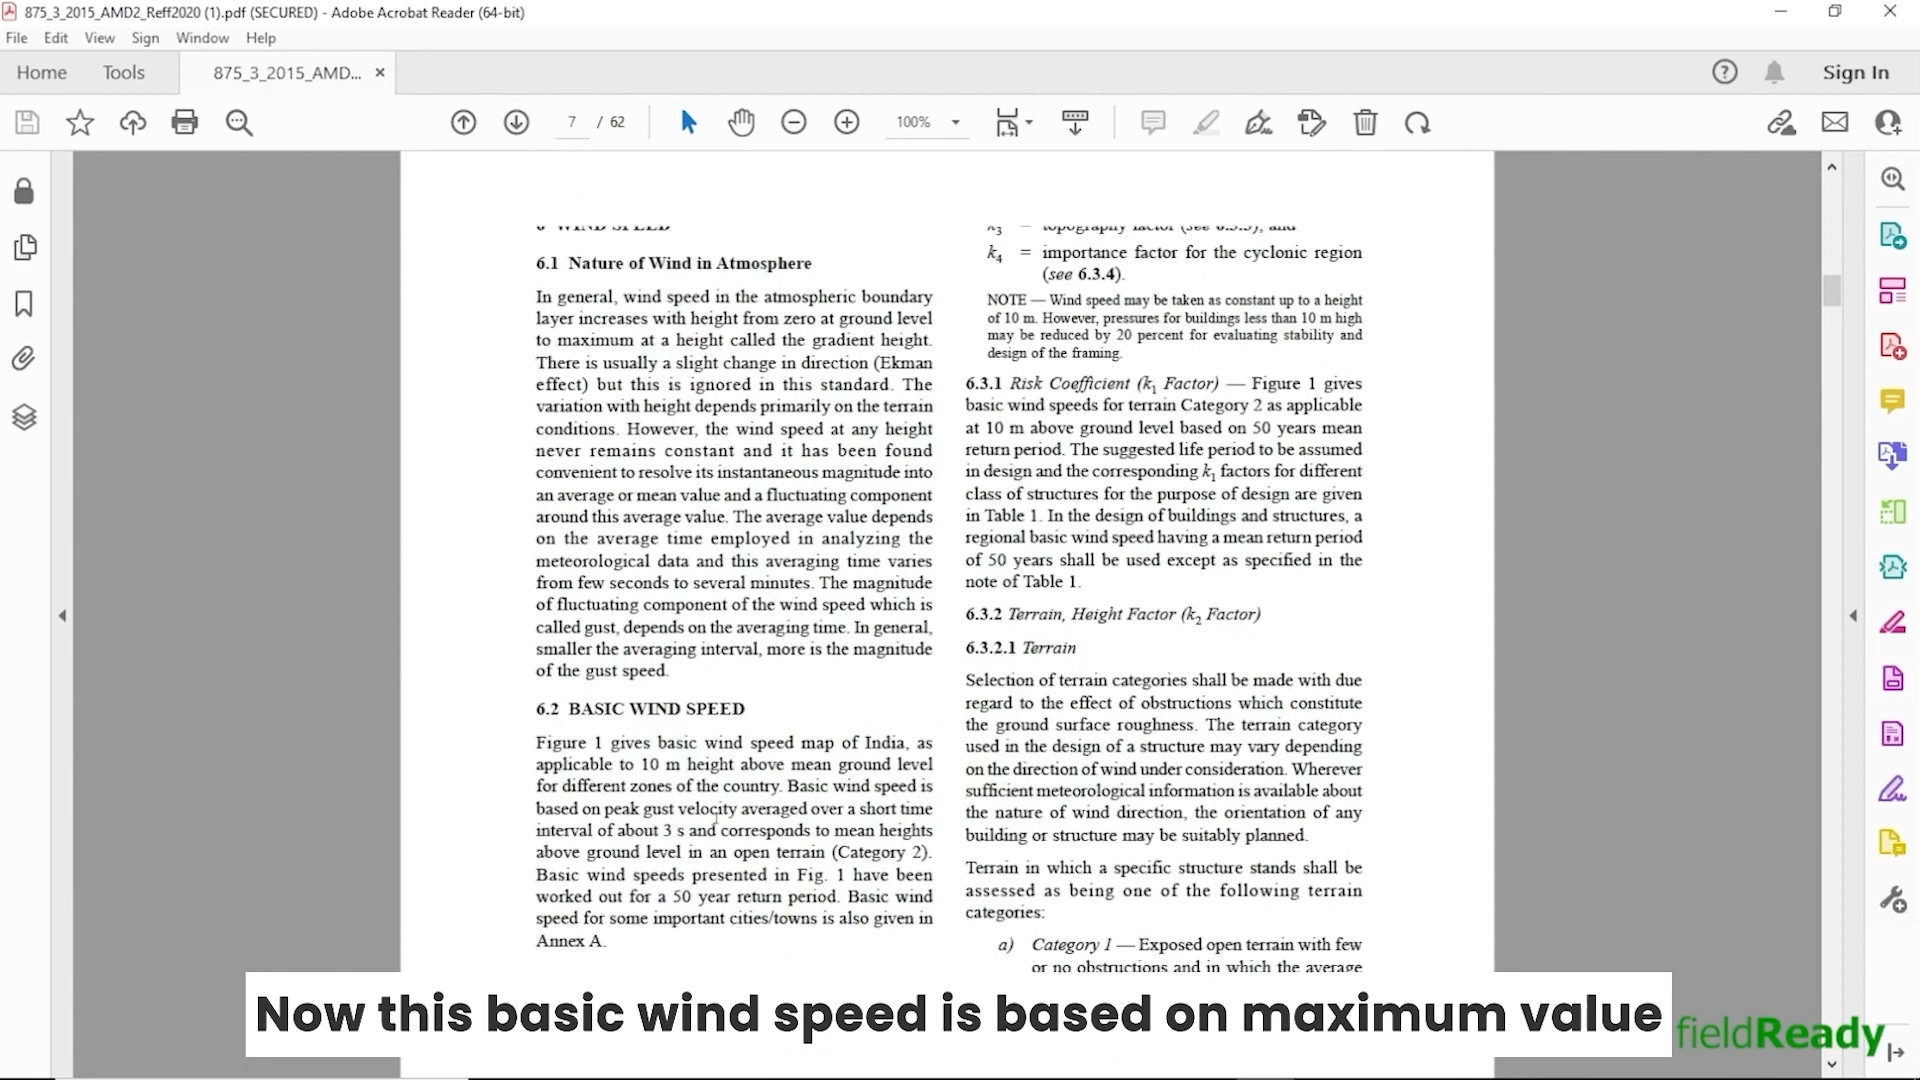 875_3_2015_AMD2_Reff2020 (1).pdf (SECURED) - Adobe Acrobat Reader (64-bit)
File Edit View Sign Window Help
Home Tools 875_3_2015_AMD... × Sign In
7 / 62 100%
6 WIND SPEED
6.1 Nature of Wind in Atmosphere
In general, wind speed in the atmospheric boundary
layer increases with height from zero at ground level
to maximum at a height called the gradient height.
There is usually a slight change in direction (Ekman
effect) but this is ignored in this standard. The
variation with height depends primarily on the terrain
conditions. However, the wind speed at any height
never remains constant and it has been found
convenient to resolve its instantaneous magnitude into
an average or mean value and a fluctuating component
around this average value. The average value depends
on the average time employed in analyzing the
meteorological data and this averaging time varies
from few seconds to several minutes. The magnitude
of fluctuating component of the wind speed which is
called gust, depends on the averaging time. In general,
smaller the averaging interval, more is the magnitude
of the gust speed.
6.2 BASIC WIND SPEED
Figure 1 gives basic wind speed map of India, as
applicable to 10 m height above mean ground level
for different zones of the country. Basic wind speed is
based on peak gust velocity averaged over a short time
interval of about 3 s and corresponds to mean heights
above ground level in an open terrain (Category 2).
Basic wind speeds presented in Fig. 1 have been
worked out for a 50 year return period. Basic wind
speed for some important cities/towns is also given in
Annex A.
k3 = topography factor (see 6.3.3), and
k4 = importance factor for the cyclonic region
(see 6.3.4).
NOTE — Wind speed may be taken as constant up to a height
of 10 m. However, pressures for buildings less than 10 m high
may be reduced by 20 percent for evaluating stability and
design of the framing.
6.3.1 Risk Coefficient (k1 Factor) — Figure 1 gives
basic wind speeds for terrain Category 2 as applicable
at 10 m above ground level based on 50 years mean
return period. The suggested life period to be assumed
in design and the corresponding k1 factors for different
class of structures for the purpose of design are given
in Table 1. In the design of buildings and structures, a
regional basic wind speed having a mean return period
of 50 years shall be used except as specified in the
note of Table 1.
6.3.2 Terrain, Height Factor (k2 Factor)
6.3.2.1 Terrain
Selection of terrain categories shall be made with due
regard to the effect of obstructions which constitute
the ground surface roughness. The terrain category
used in the design of a structure may vary depending
on the direction of wind under consideration. Wherever
sufficient meteorological information is available about
the nature of wind direction, the orientation of any
building or structure may be suitably planned.
Terrain in which a specific structure stands shall be
assessed as being one of the following terrain
categories:
a) Category 1 — Exposed open terrain with few
or no obstructions and in which the average
Now this basic wind speed is based on maximum value
fieldReady